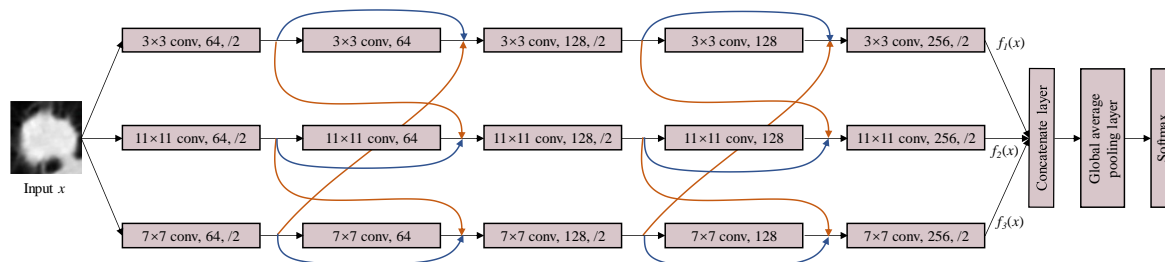 3×3 conv, 64, /2
3×3 conv, 64
3×3 conv, 128, /2
3×3 conv, 128
3×3 conv, 256, /2
f₁(x)
11×11 conv, 64, /2
11×11 conv, 64
11×11 conv, 128, /2
11×11 conv, 128
11×11 conv, 256, /2
f₂(x)
Input x
7×7 conv, 64, /2
7×7 conv, 64
7×7 conv, 128, /2
7×7 conv, 128
7×7 conv, 256, /2
f₃(x)
Concatenate layer
Global average
pooling layer
Softmax